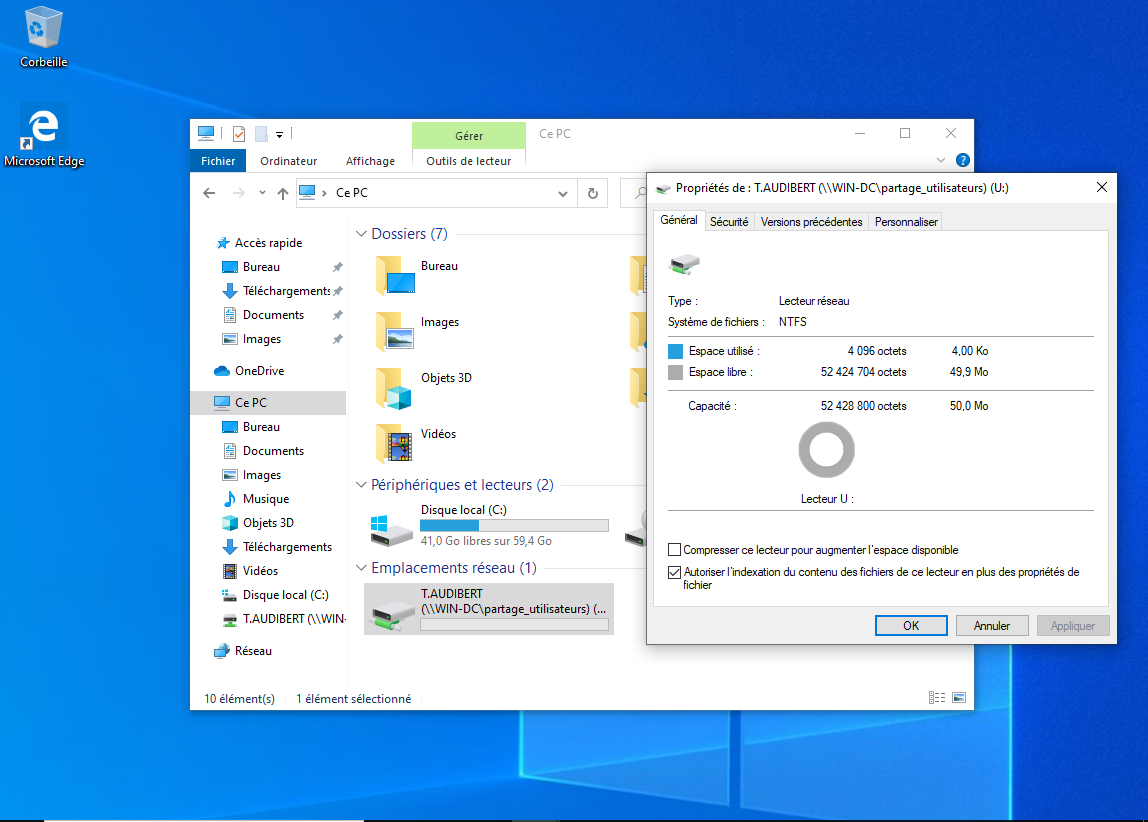 Corbeille
Microsoft Edge
Gérer
Ce PC
Fichier
Ordinateur
Affichage
Outils de lecteur
Ce PC
Accès rapide
Bureau
Téléchargements
Documents
Images
OneDrive
Ce PC
Bureau
Documents
Images
Musique
Objets 3D
Téléchargements
Vidéos
Disque local (C:)
T.AUDIBERT (\\WIN-
Réseau
Dossiers (7)
Bureau
Images
Objets 3D
Vidéos
Périphériques et lecteurs (2)
Disque local (C:)
41,0 Go libres sur 59,4 Go
Emplacements réseau (1)
T.AUDIBERT
(\\WIN-DC\partage_utilisateurs) (...
10 élément(s)
1 élément sélectionné
Propriétés de : T.AUDIBERT (\\WIN-DC\partage_utilisateurs) (U:)
Général
Sécurité
Versions précédentes
Personnaliser
Type :
Lecteur réseau
Système de fichiers :
NTFS
Espace utilisé :
4 096 octets
4,00 Ko
Espace libre :
52 424 704 octets
49,9 Mo
Capacité :
52 428 800 octets
50,0 Mo
Lecteur U :
Compresser ce lecteur pour augmenter l'espace disponible
Autoriser l'indexation du contenu des fichiers de ce lecteur en plus des propriétés de
fichier
OK
Annuler
Appliquer